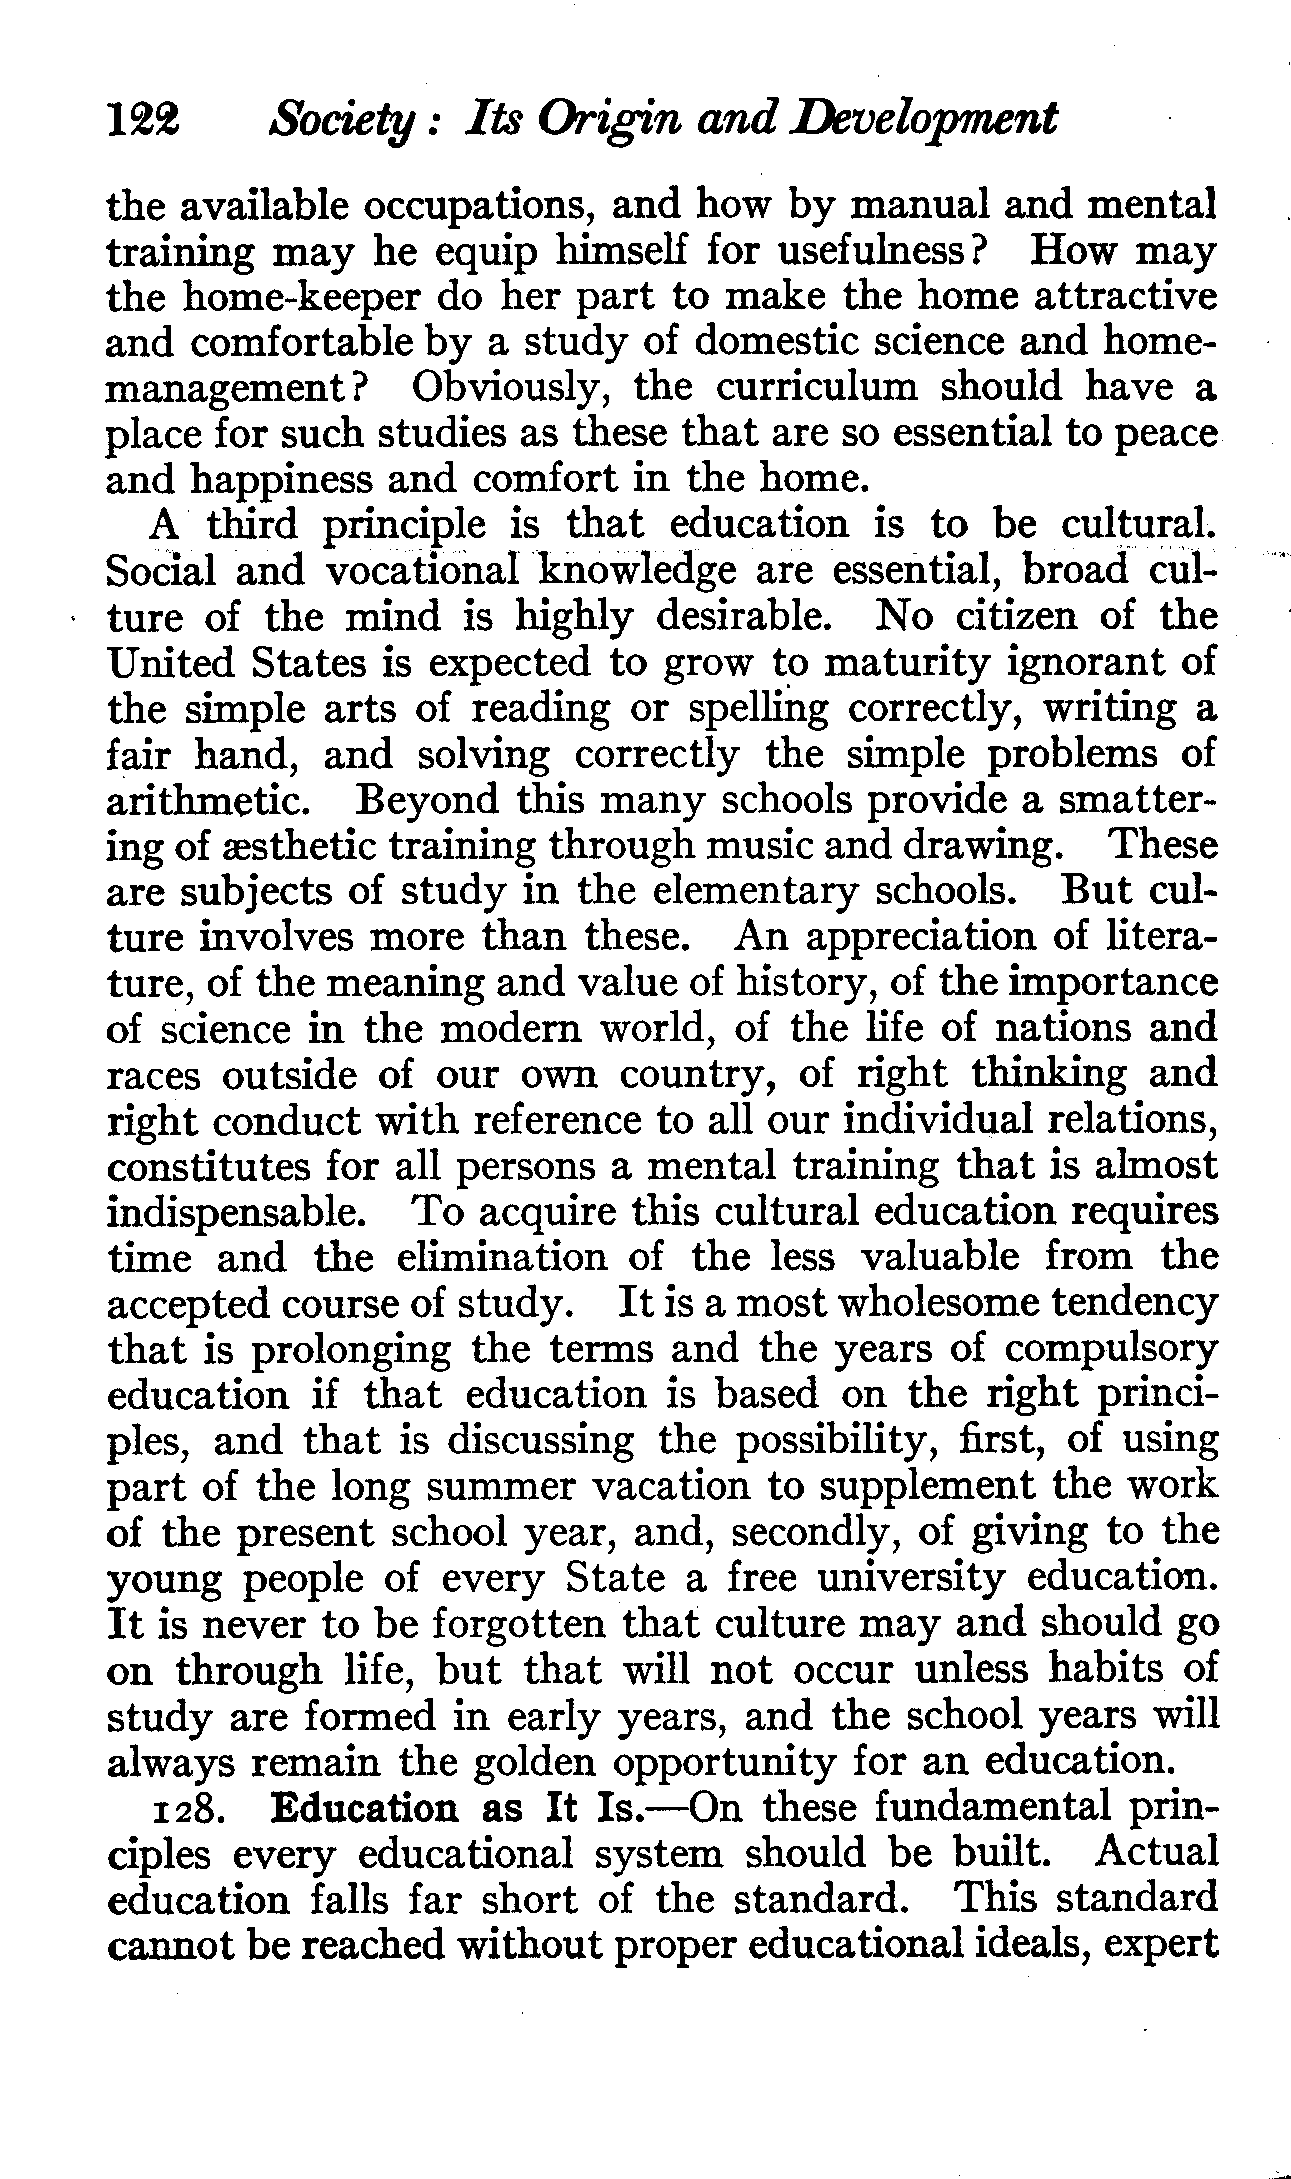 122 Society: Its Origin and Development
the available occupations, and how by manual and mental
training may he equip himself for usefulness? How may
the home-keeper do her part to make the home attractive
and comfortable by a study of domestic science and home-
management? Obviously, the curriculum should have a
place for such studies as these that are so essential to peace
and happiness and comfort in the home.
A third principle is that education is to be cultural.
Social and vocational knowledge are essential, broad cul-
ture of the mind is highly desirable. No citizen of the
United States is expected to grow to maturity ignorant of
the simple arts of reading or spelling correctly, writing a
fair hand, and solving correctly the simple problems of
arithmetic. Beyond this many schools provide a smatter-
ing of æsthetic training through music and drawing. These
are subjects of study in the elementary schools. But cul-
ture involves more than these. An appreciation of litera-
ture, of the meaning and value of history, of the importance
of science in the modern world, of the life of nations and
races outside of our own country, of right thinking and
right conduct with reference to all our individual relations,
constitutes for all persons a mental training that is almost
indispensable. To acquire this cultural education requires
time and the elimination of the less valuable from the
accepted course of study. It is a most wholesome tendency
that is prolonging the terms and the years of compulsory
education if that education is based on the right princi-
ples, and that is discussing the possibility, first, of using
part of the long summer vacation to supplement the work
of the present school year, and, secondly, of giving to the
young people of every State a free university education.
It is never to be forgotten that culture may and should go
on through life, but that will not occur unless habits of
study are formed in early years, and the school years will
always remain the golden opportunity for an education.
128. Education as It Is.—On these fundamental prin-
ciples every educational system should be built. Actual
education falls far short of the standard. This standard
cannot be reached without proper educational ideals, expert